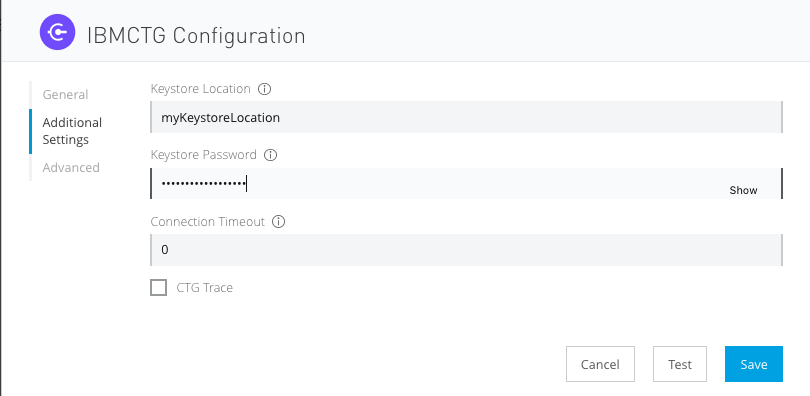 IBMCTG Configuration
General
Additional
Settings
Advanced
Keystore Location
myKeystoreLocation
Keystore Password
••••••••••••••••••
Show
Connection Timeout
0
CTG Trace
Cancel
Test
Save